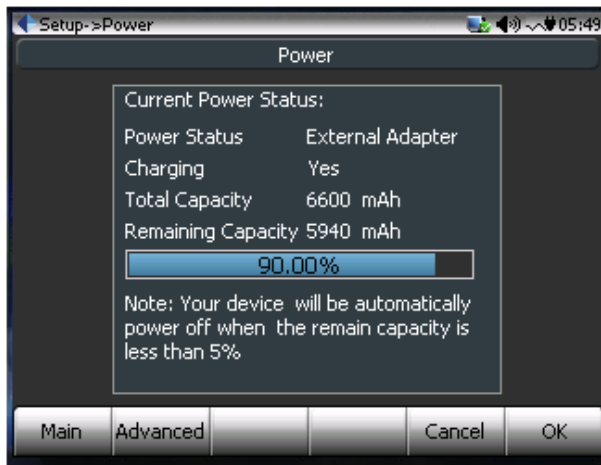 Setup->Power 05:49
Power
Current Power Status:
Power Status External Adapter
Charging Yes
Total Capacity 6600 mAh
Remaining Capacity 5940 mAh
90.00%
Note: Your device will be automatically
power off when the remain capacity is
less than 5%
Main Advanced Cancel OK